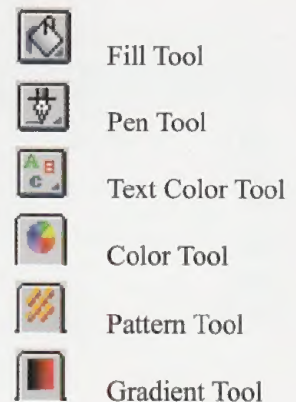 Fill Tool
Pen Tool
A B
C
Text Color Tool
Color Tool
Pattern Tool
Gradient Tool